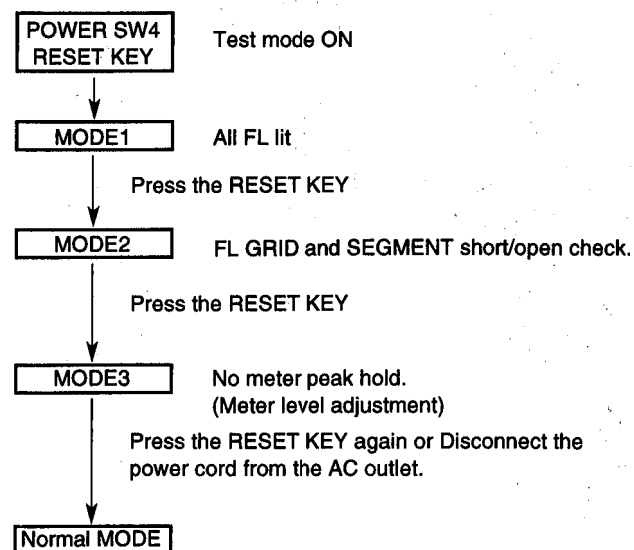 POWER SW4
RESET KEY
Test mode ON
MODE1
All FL lit
Press the RESET KEY
MODE2
FL GRID and SEGMENT short/open check.
Press the RESET KEY
MODE3
No meter peak hold.
(Meter level adjustment)
Press the RESET KEY again or Disconnect the
power cord from the AC outlet.
Normal MODE